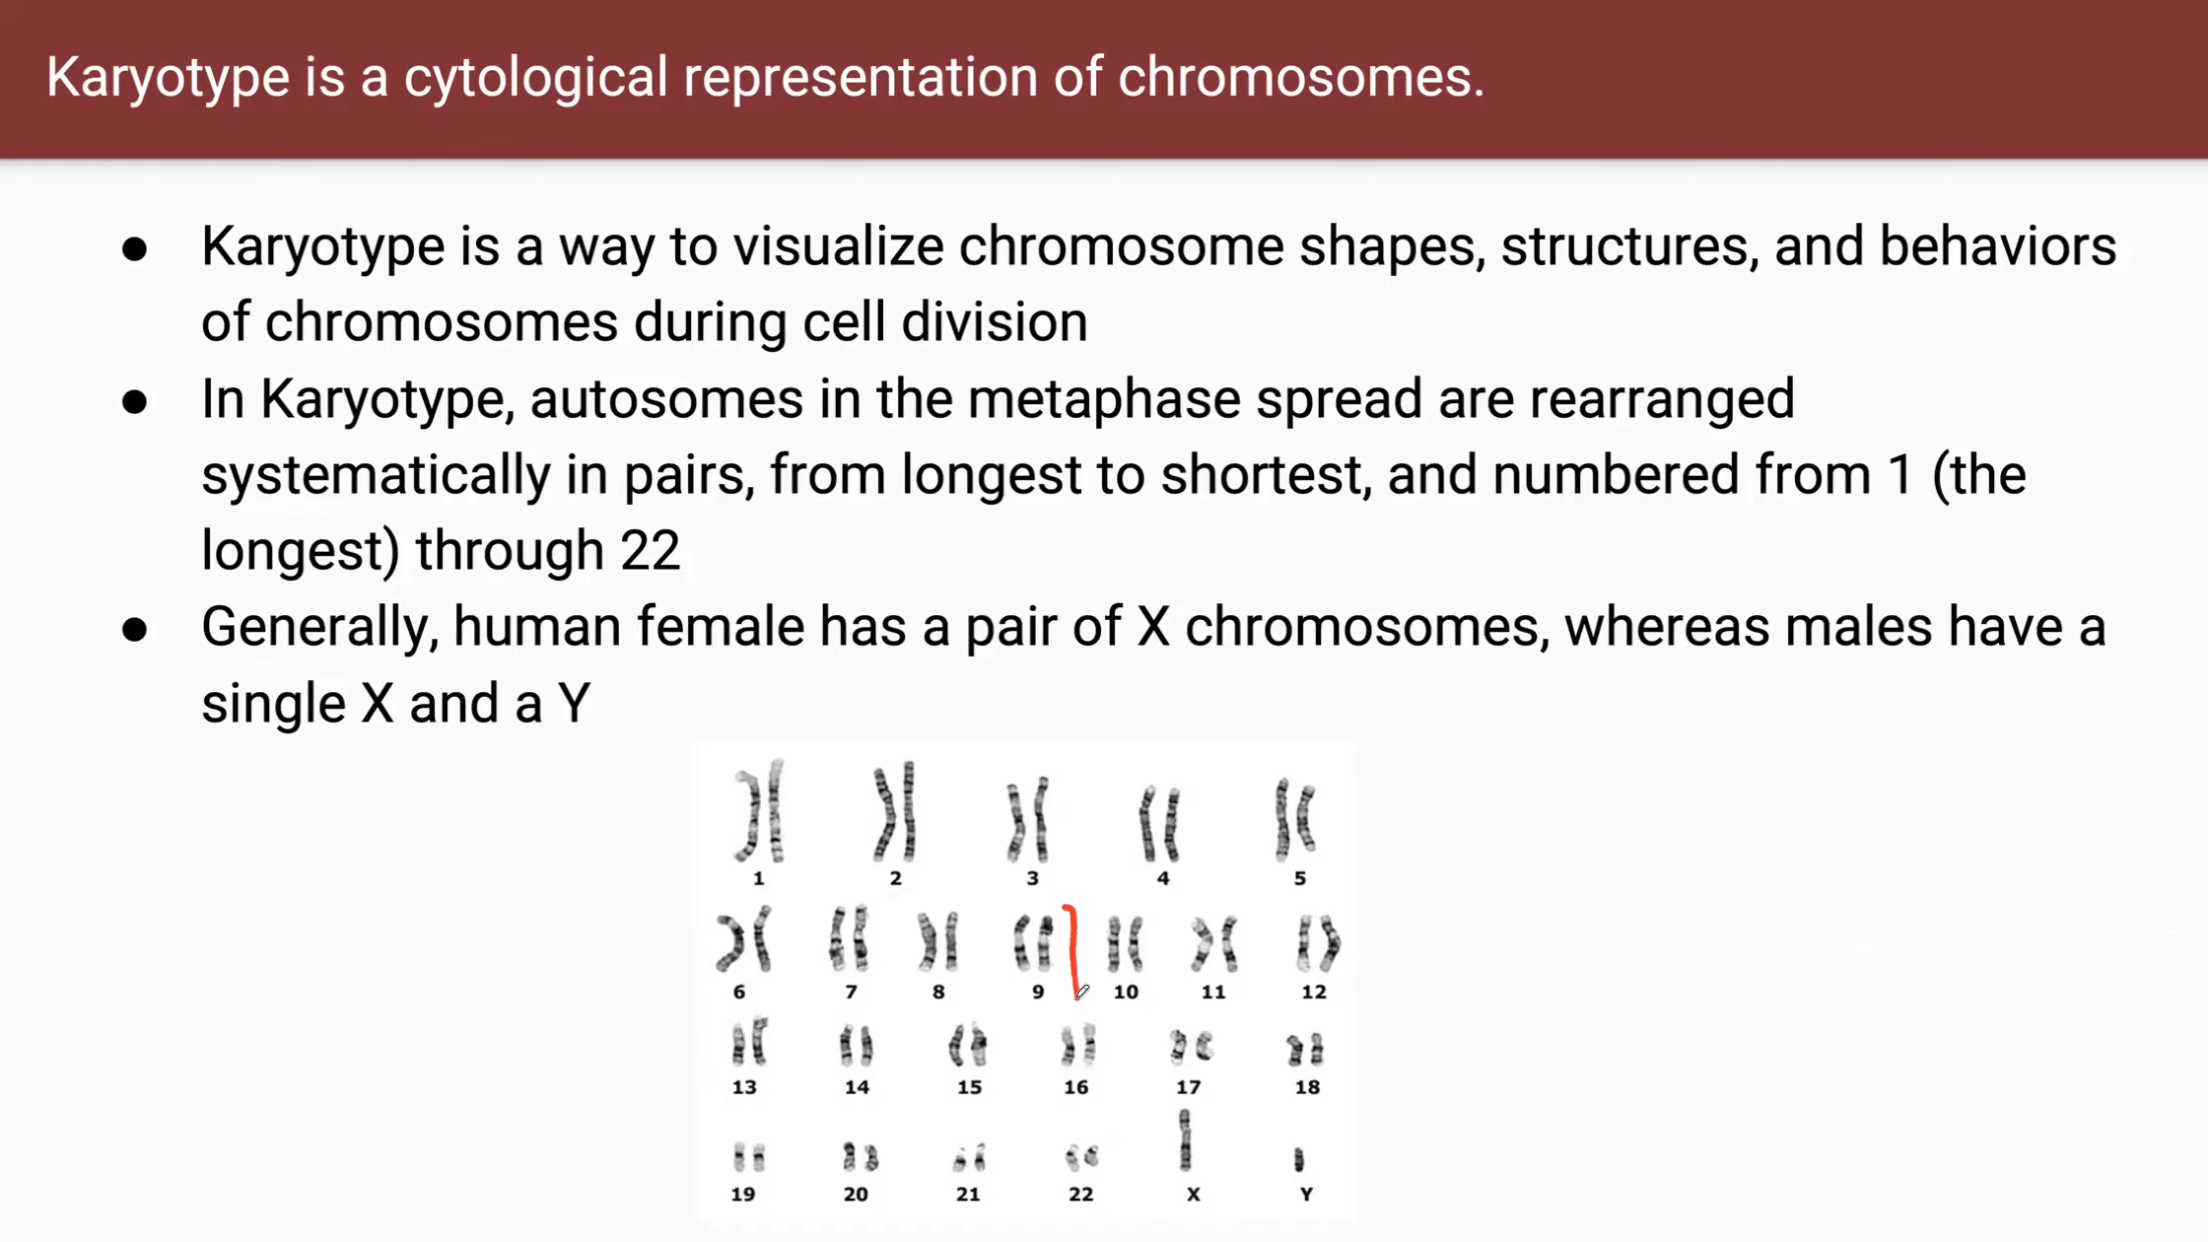 Karyotype is a cytological representation of chromosomes.
● Karyotype is a way to visualize chromosome shapes, structures, and behaviors
of chromosomes during cell division
● In Karyotype, autosomes in the metaphase spread are rearranged
systematically in pairs, from longest to shortest, and numbered from 1 (the
longest) through 22
● Generally, human female has a pair of X chromosomes, whereas males have a
single X and a Y
1 2 3 4 5
6 7 8 9 10 11 12
13 14 15 16 17 18
19 20 21 22 X Y